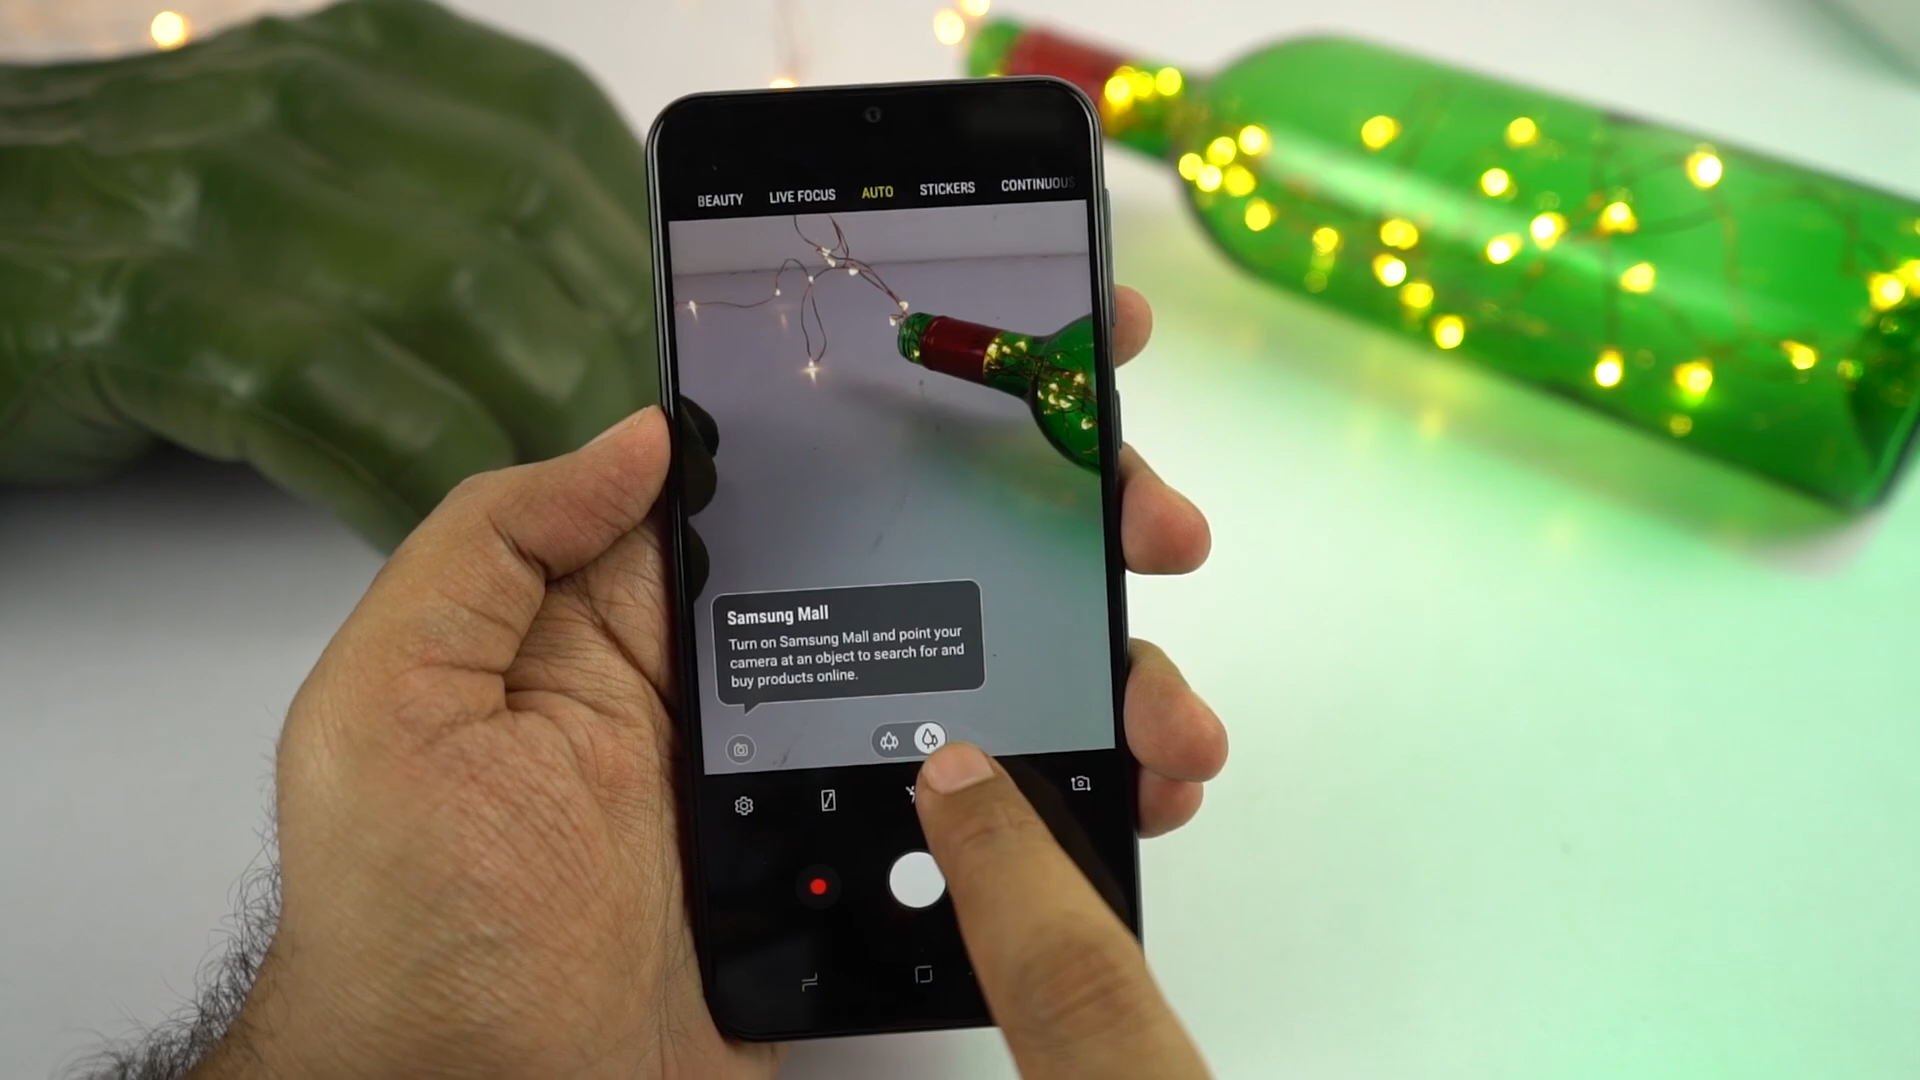 BEAUTY LIVE FOCUS AUTO STICKERS CONTINUOUS
Samsung Mall
Turn on Samsung Mall and point your
camera at an object to search for and
buy products online.